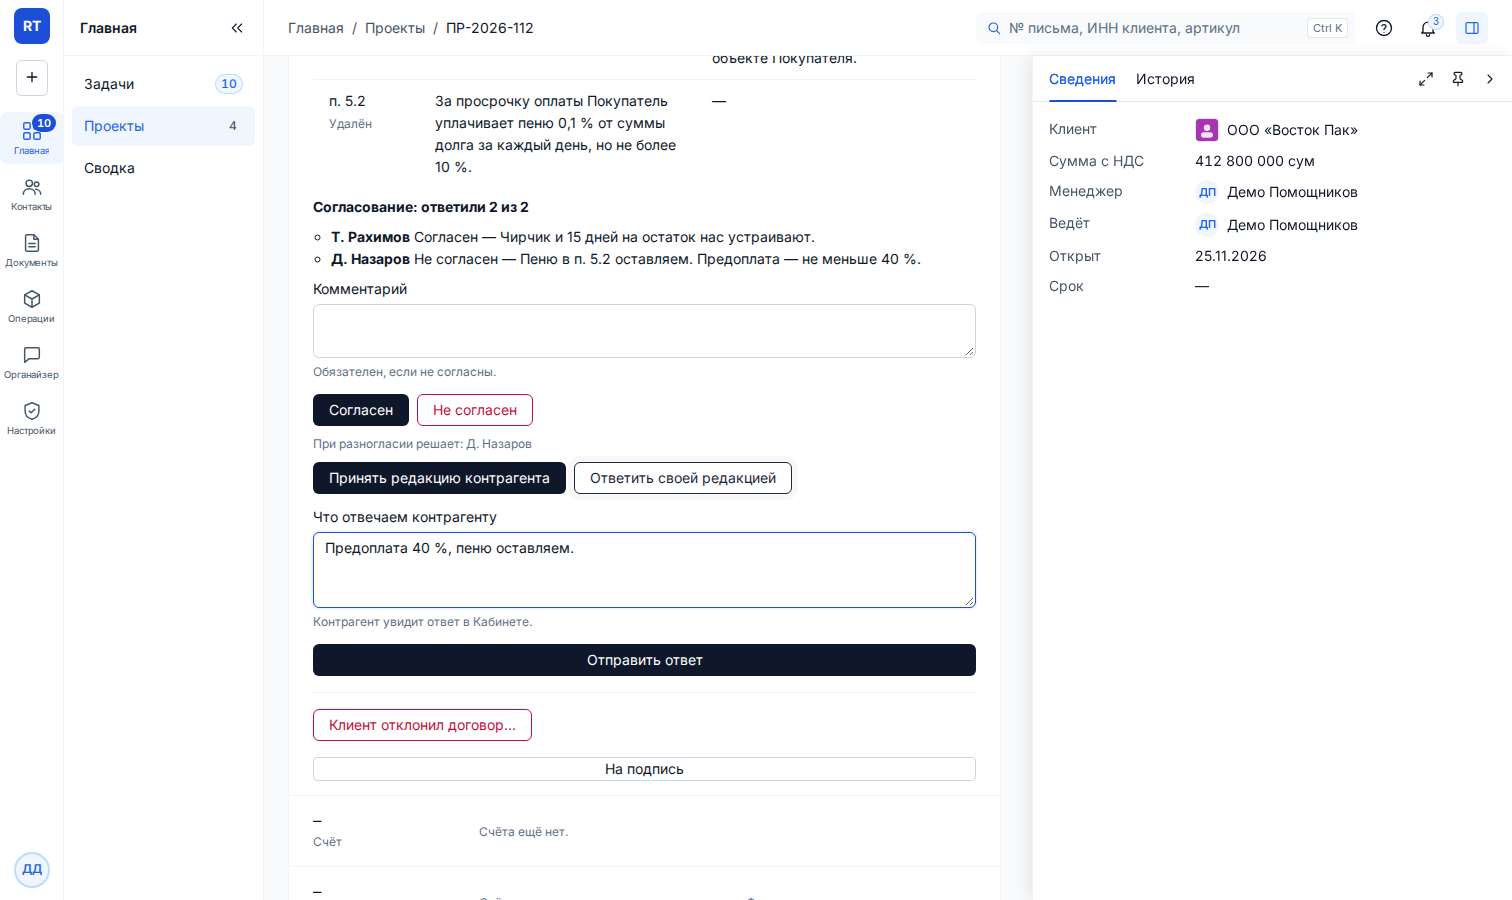 RT
Главная
Главная / Проекты / ПР-2026-112
№ письма, ИНН клиента, артикул
Ctrl K
3
10
Главная
Контакты
Документы
Операции
Органайзер
Настройки
ДД
Задачи 10
Проекты 4
Сводка
объекте Покупателя.
п. 5.2
Удалён
За просрочку оплаты Покупатель
уплачивает пеню 0,1 % от суммы
долга за каждый день, но не более
10 %.
—
Согласование: ответили 2 из 2
Т. Рахимов Согласен — Чирчик и 15 дней на остаток нас устраивают.
Д. Назаров Не согласен — Пеню в п. 5.2 оставляем. Предоплата — не меньше 40 %.
Комментарий
Обязателен, если не согласны.
Согласен
Не согласен
При разногласии решает: Д. Назаров
Принять редакцию контрагента
Ответить своей редакцией
Что отвечаем контрагенту
Предоплата 40 %, пеню оставляем.
Контрагент увидит ответ в Кабинете.
Отправить ответ
Клиент отклонил договор...
На подпись
—
Счёт
Счёта ещё нет.
—
Сведения
История
Клиент
ООО «Восток Пак»
Сумма с НДС
412 800 000 сум
Менеджер
ДП Демо Помощников
Ведёт
ДП Демо Помощников
Открыт
25.11.2026
Срок
—